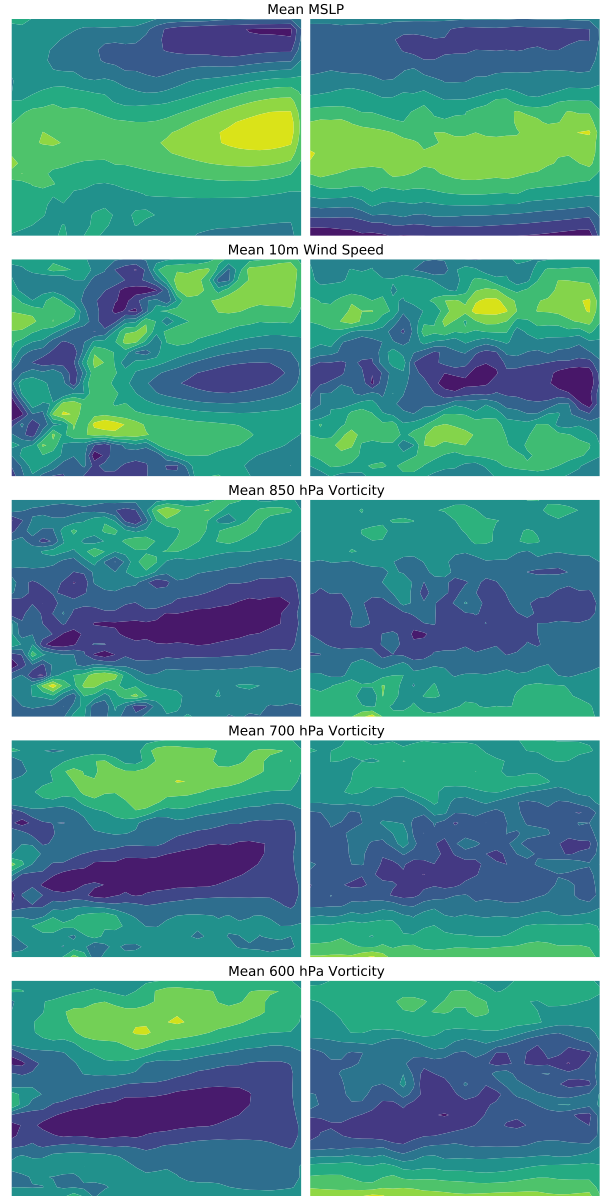 Mean MSLP
Mean 10m Wind Speed
Mean 850 hPa Vorticity
Mean 700 hPa Vorticity
Mean 600 hPa Vorticity